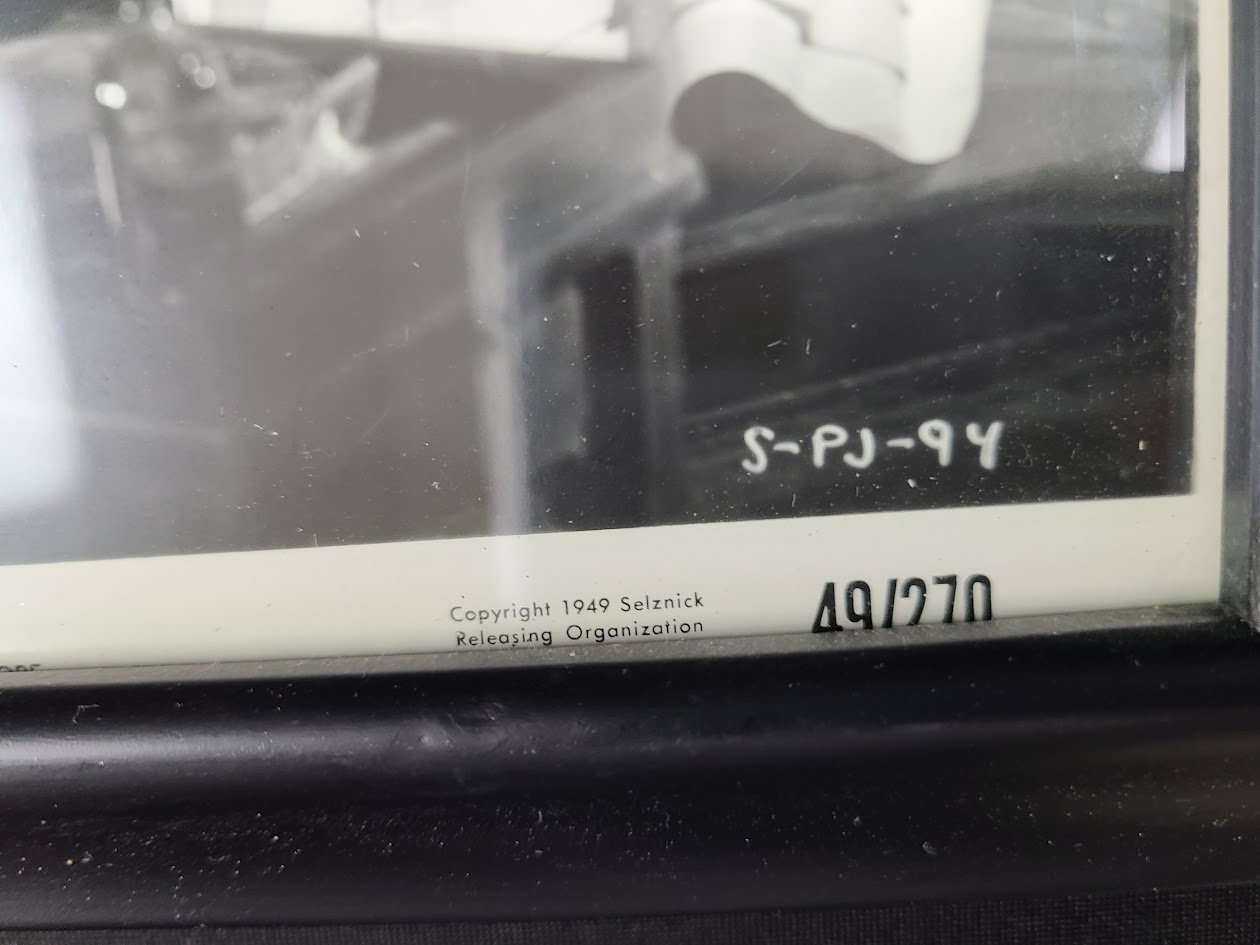 S-PJ-94
Copyright 1949 Selznick
Releasing Organization
49/270